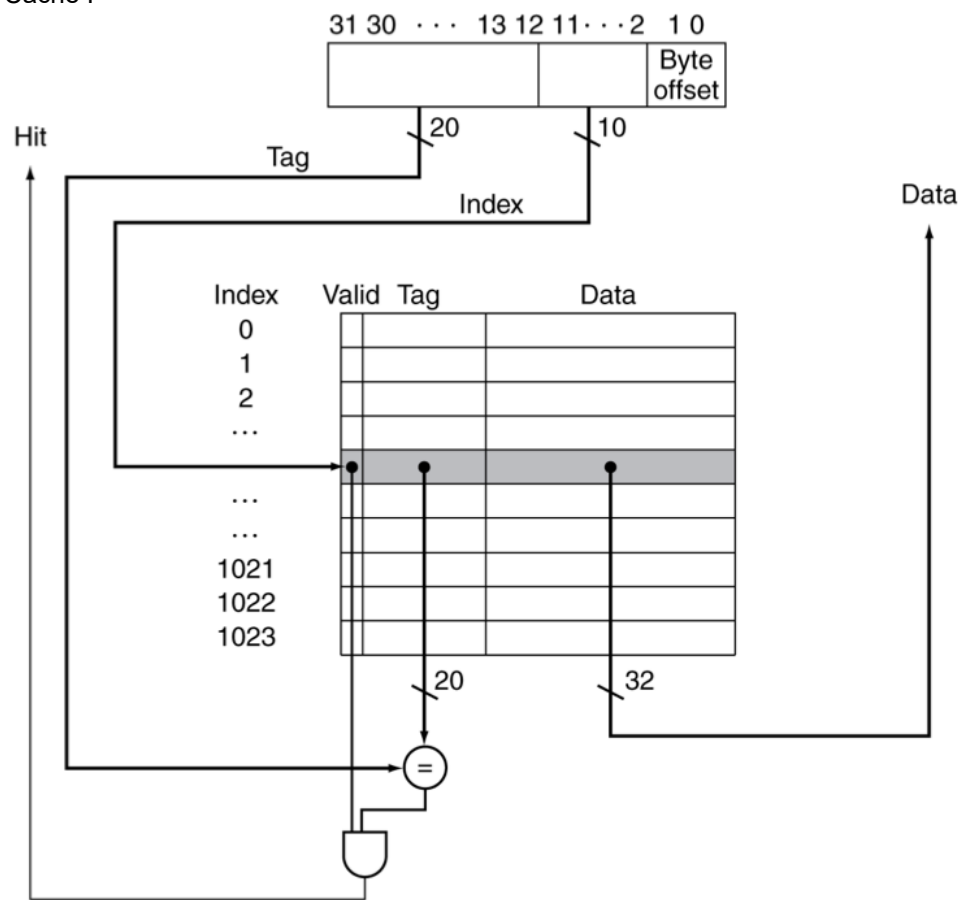 31 30 · · · 13 12 11 · · · 2 1 0
Byte
offset
20
10
Hit
Tag
Index
Data
Index Valid Tag Data
0
1
2
···
···
···
1021
1022
1023
20
32
=